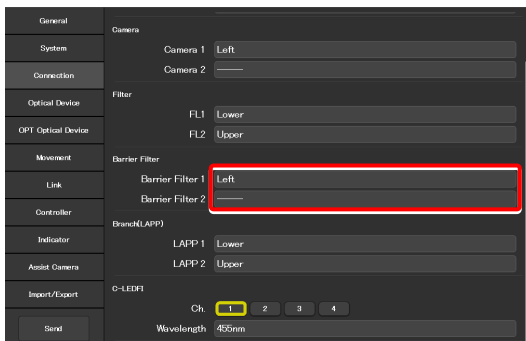 General
System
Connection
Optical Device
OPT Optical Device
Movement
Link
Controller
Indicator
Assist Camera
Import/Export
Send
Camera
Camera 1 Left
Camera 2 ——
Filter
FL1 Lower
FL2 Upper
Barrier Filter
Barrier Filter 1 Left
Barrier Filter 2 ——
Branch(LAPP)
LAPP 1 Lower
LAPP 2 Upper
C-LEDFI
Ch. 1 2 3 4
Wavelength 455nm